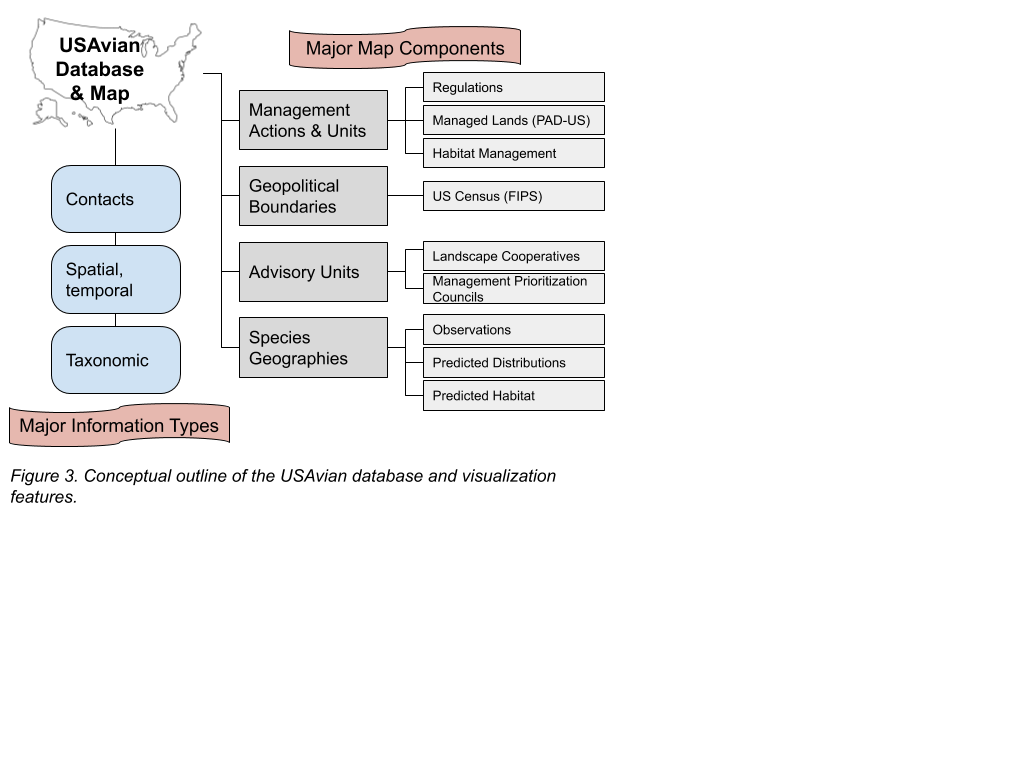 USAvian
Database
& Map
Major Map Components
Management
Actions & Units
Regulations
Managed Lands (PAD-US)
Habitat Management
Geopolitical
Boundaries
US Census (FIPS)
Advisory Units
Landscape Cooperatives
Management Prioritization
Councils
Species
Geographies
Observations
Predicted Distributions
Predicted Habitat
Contacts
Spatial,
temporal
Taxonomic
Major Information Types
Figure 3. Conceptual outline of the USAvian database and visualization
features.